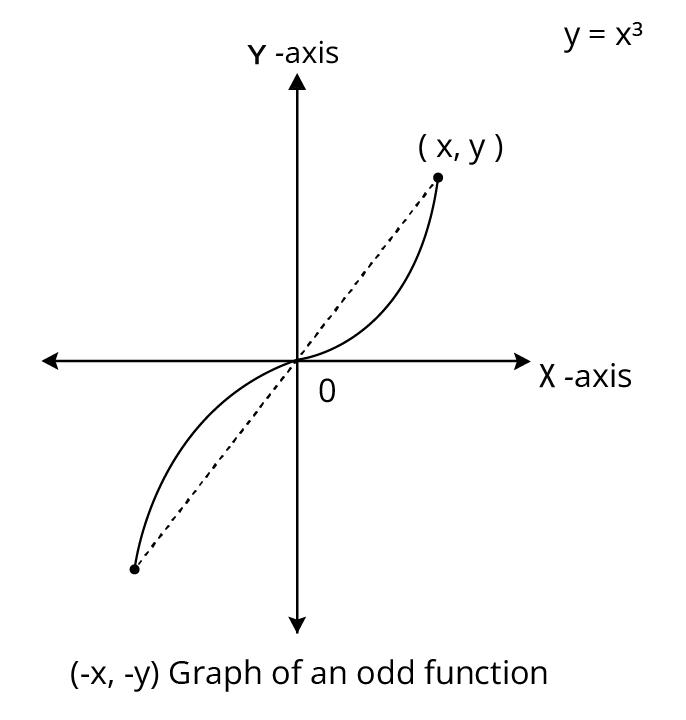 y = x³
Y -axis
( x, y )
X -axis
0
(-x, -y) Graph of an odd function